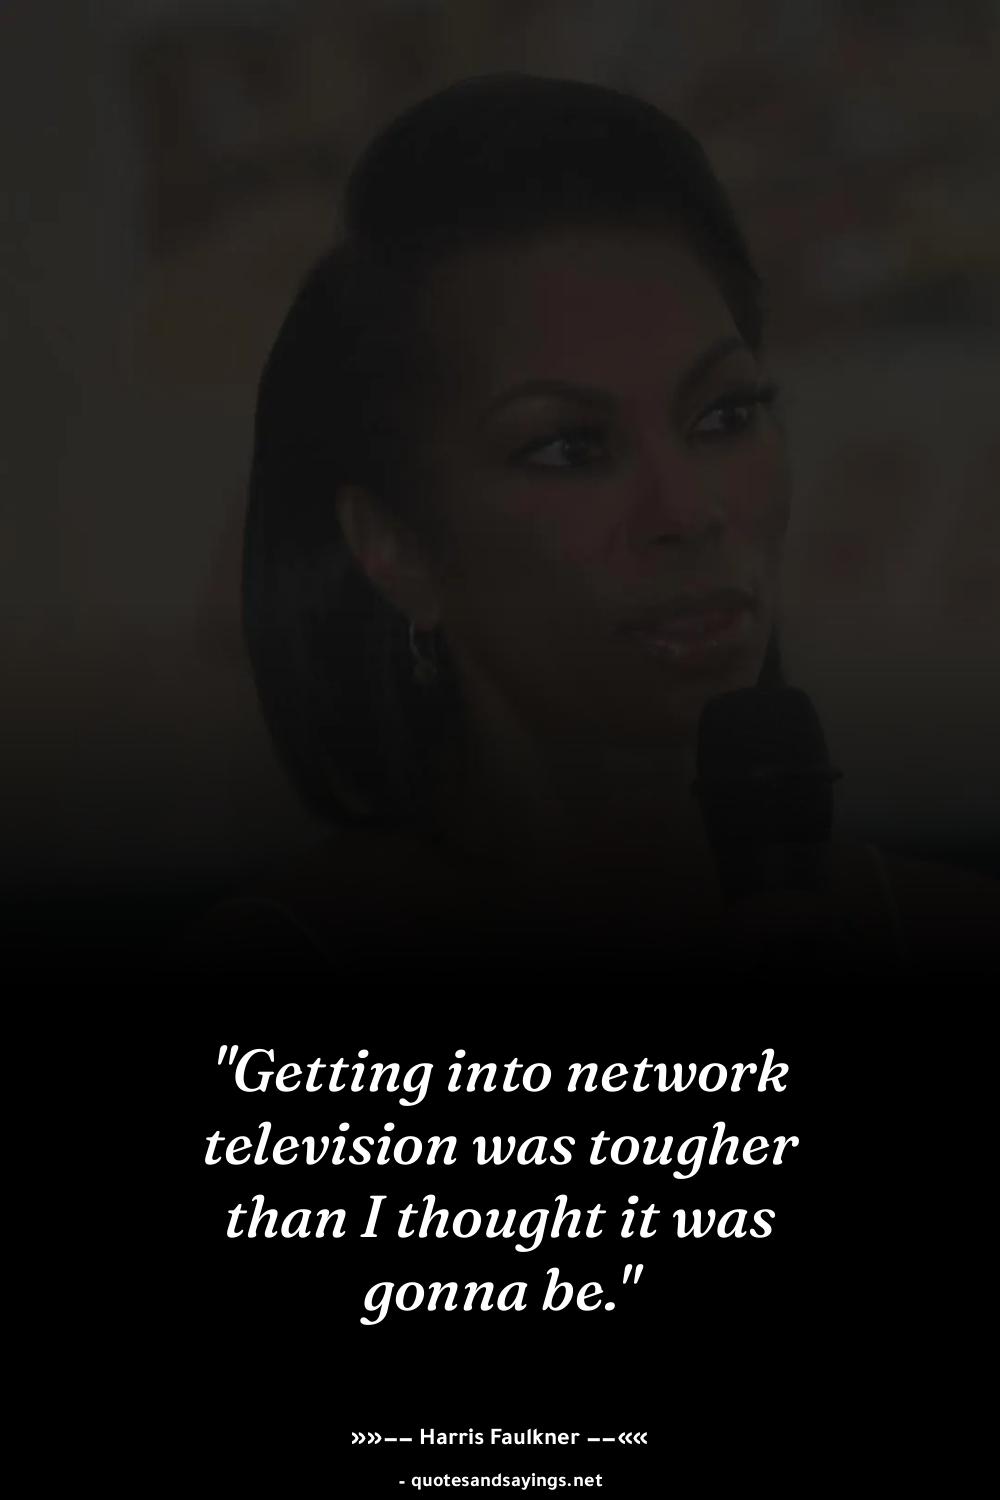 "Getting into network
television was tougher
than I thought it was
gonna be."
»»−− Harris Faulkner −−««
- quotesandsayings.net